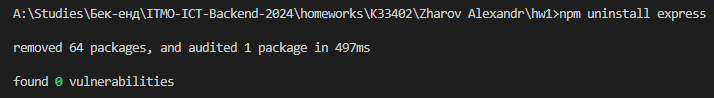 A:\Studies\Бек-енд\ITMO-ICT-Backend-2024\homeworks\K33402\Zharov Alexandr\hw1>npm uninstall express
removed 64 packages, and audited 1 package in 497ms
found 0 vulnerabilities